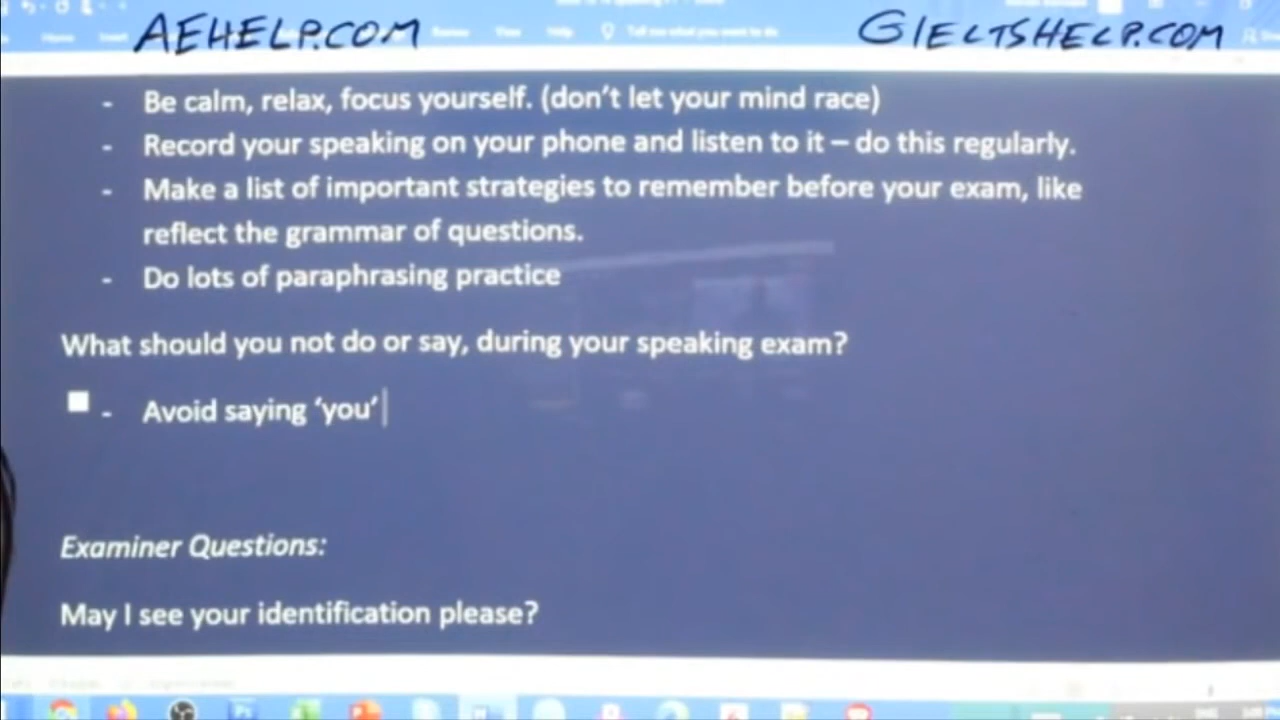 AEHELP.COM
GIELTSHELP.COM
- Be calm, relax, focus yourself. (don't let your mind race)
- Record your speaking on your phone and listen to it – do this regularly.
- Make a list of important strategies to remember before your exam, like
reflect the grammar of questions.
- Do lots of paraphrasing practice
What should you not do or say, during your speaking exam?
- Avoid saying 'you'
Examiner Questions:
May I see your identification please?